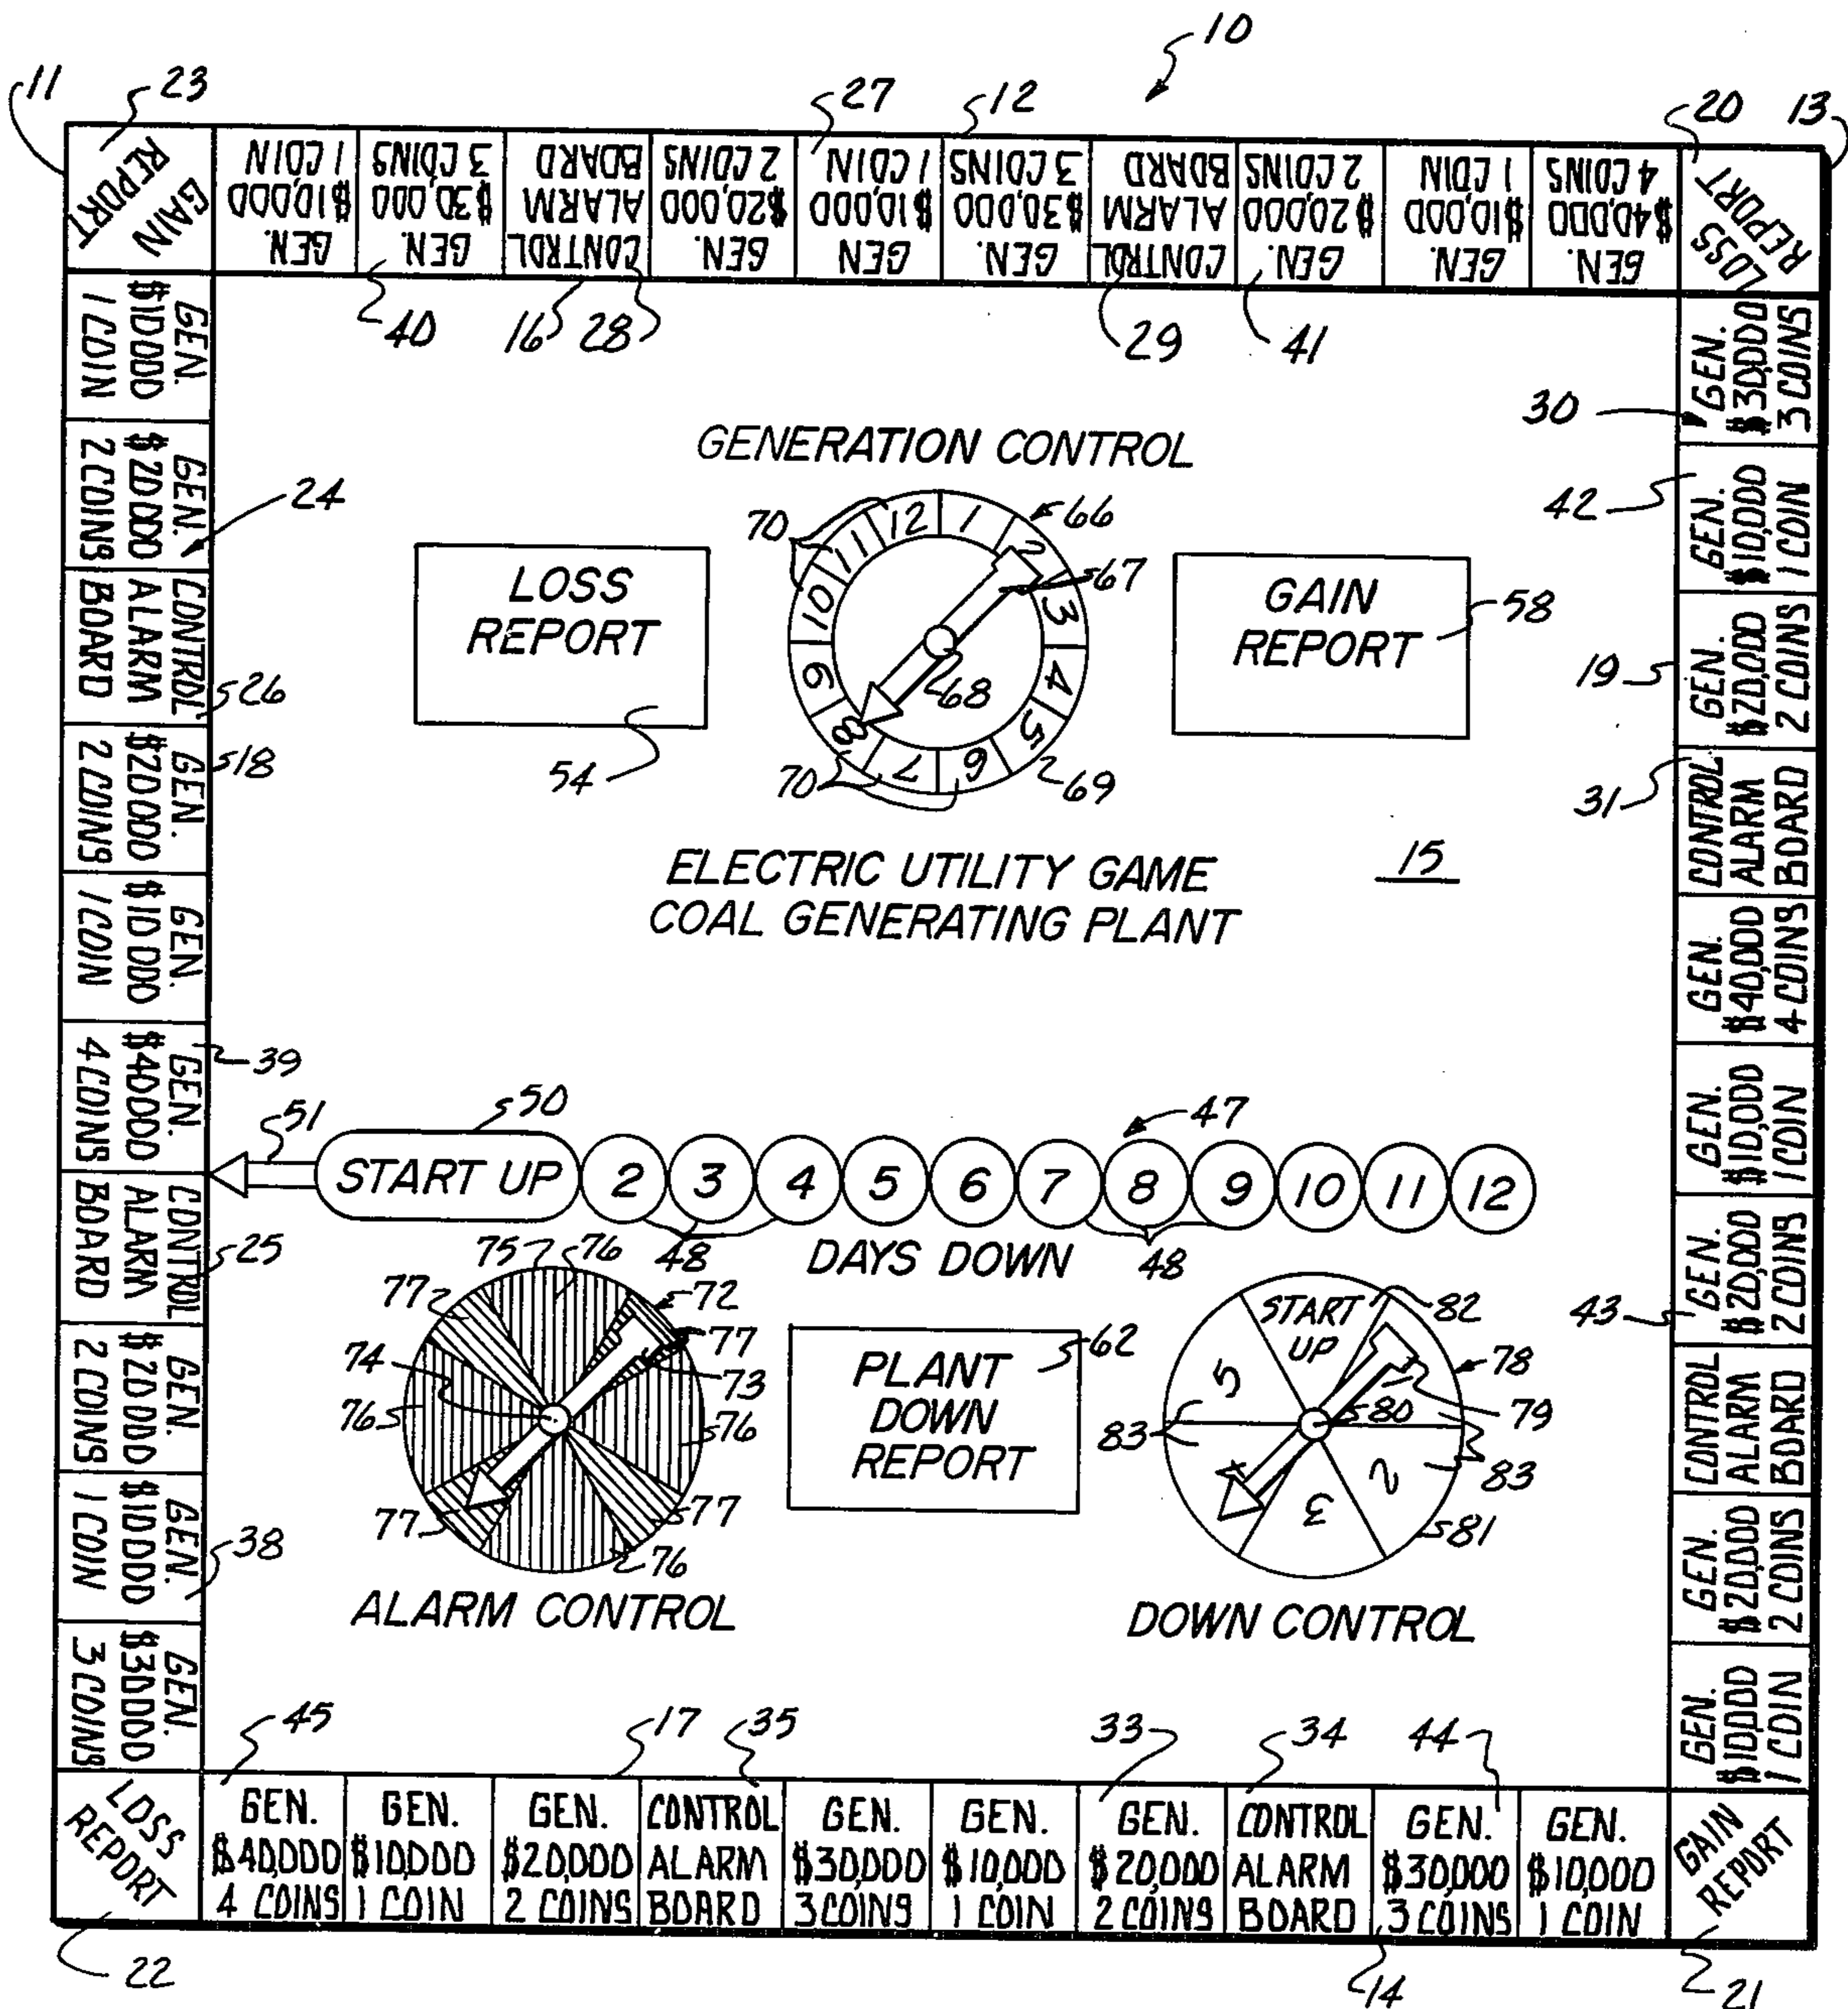 10
11
23
27
12
20
13
GAIN
REPORT
GEN.
$10,000
1 COIN
GEN.
$30,000
3 COINS
CONTROL
ALARM
BOARD
GEN.
$20,000
2 COINS
GEN
$10,000
1 COIN
GEN.
$30,000
3 COINS
CONTROL
ALARM
BOARD
GEN.
$20,000
2 COINS
GEN.
$10,000
1 COIN
GEN.
$40,000
4 COINS
LOSS
REPORT
40
16
28
29
41
GEN.
$10,000
1 COIN
GEN.
$20,000
2 COINS
24
CONTROL
ALARM
BOARD
26
GEN.
$20,000
2 COINS
18
GEN.
$10,000
1 COIN
GEN.
$40,000
4 COINS
39
CONTROL
ALARM
BOARD
25
GEN.
$20,000
2 COINS
GEN.
$10,000
1 COIN
38
GEN.
$30,000
3 COINS
GENERATION CONTROL
70
12
1
2
3
4
5
6
7
8
9
10
11
66
67
68
69
70
LOSS
REPORT
54
GAIN
REPORT
58
ELECTRIC UTILITY GAME
COAL GENERATING PLANT
15
51
50
47
START UP 2 3 4 5 6 7 8 9 10 11 12
48
DAYS DOWN
48
75
76
72
77
77
74
73
76
76
77
77
76
ALARM CONTROL
PLANT
DOWN
REPORT
62
START
UP
2
3
4
5
82
78
79
80
83
83
81
DOWN CONTROL
30
GEN.
$30,000
3 COINS
42
GEN.
$10,000
1 COIN
19
GEN.
$20,000
2 COINS
31
CONTROL
ALARM
BOARD
GEN.
$40,000
4 COINS
GEN.
$10,000
1 COIN
43
GEN.
$20,000
2 COINS
CONTROL
ALARM
BOARD
GEN.
$20,000
2 COINS
GEN.
$10,000
1 COIN
45
17
35
33
34
44
LOSS
REPORT
GEN.
$40,000
4 COINS
GEN.
$10,000
1 COIN
GEN.
$20,000
2 COINS
CONTROL
ALARM
BOARD
GEN.
$30,000
3 COINS
GEN.
$10,000
1 COIN
GEN.
$20,000
2 COINS
CONTROL
ALARM
BOARD
GEN.
$30,000
3 COINS
GEN.
$10,000
1 COIN
GAIN
REPORT
22
14
21